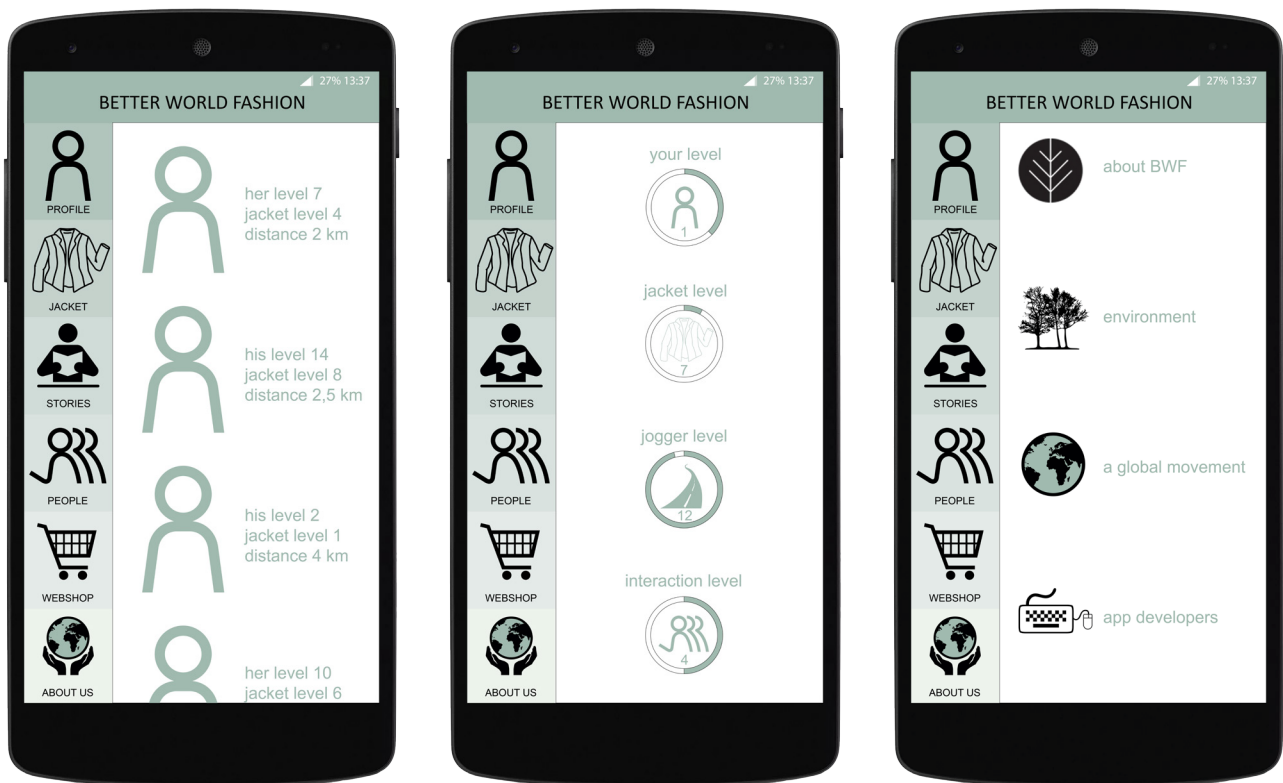 27% 13:37
BETTER WORLD FASHION
PROFILE
JACKET
STORIES
PEOPLE
WEBSHOP
ABOUT US
her level 7
jacket level 4
distance 2 km
his level 14
jacket level 8
distance 2,5 km
his level 2
jacket level 1
distance 4 km
her level 10
jacket level 6
27% 13:37
BETTER WORLD FASHION
PROFILE
JACKET
STORIES
PEOPLE
WEBSHOP
ABOUT US
your level
1
jacket level
7
jogger level
12
interaction level
4
27% 13:37
BETTER WORLD FASHION
PROFILE
JACKET
STORIES
PEOPLE
WEBSHOP
ABOUT US
about BWF
environment
a global movement
app developers